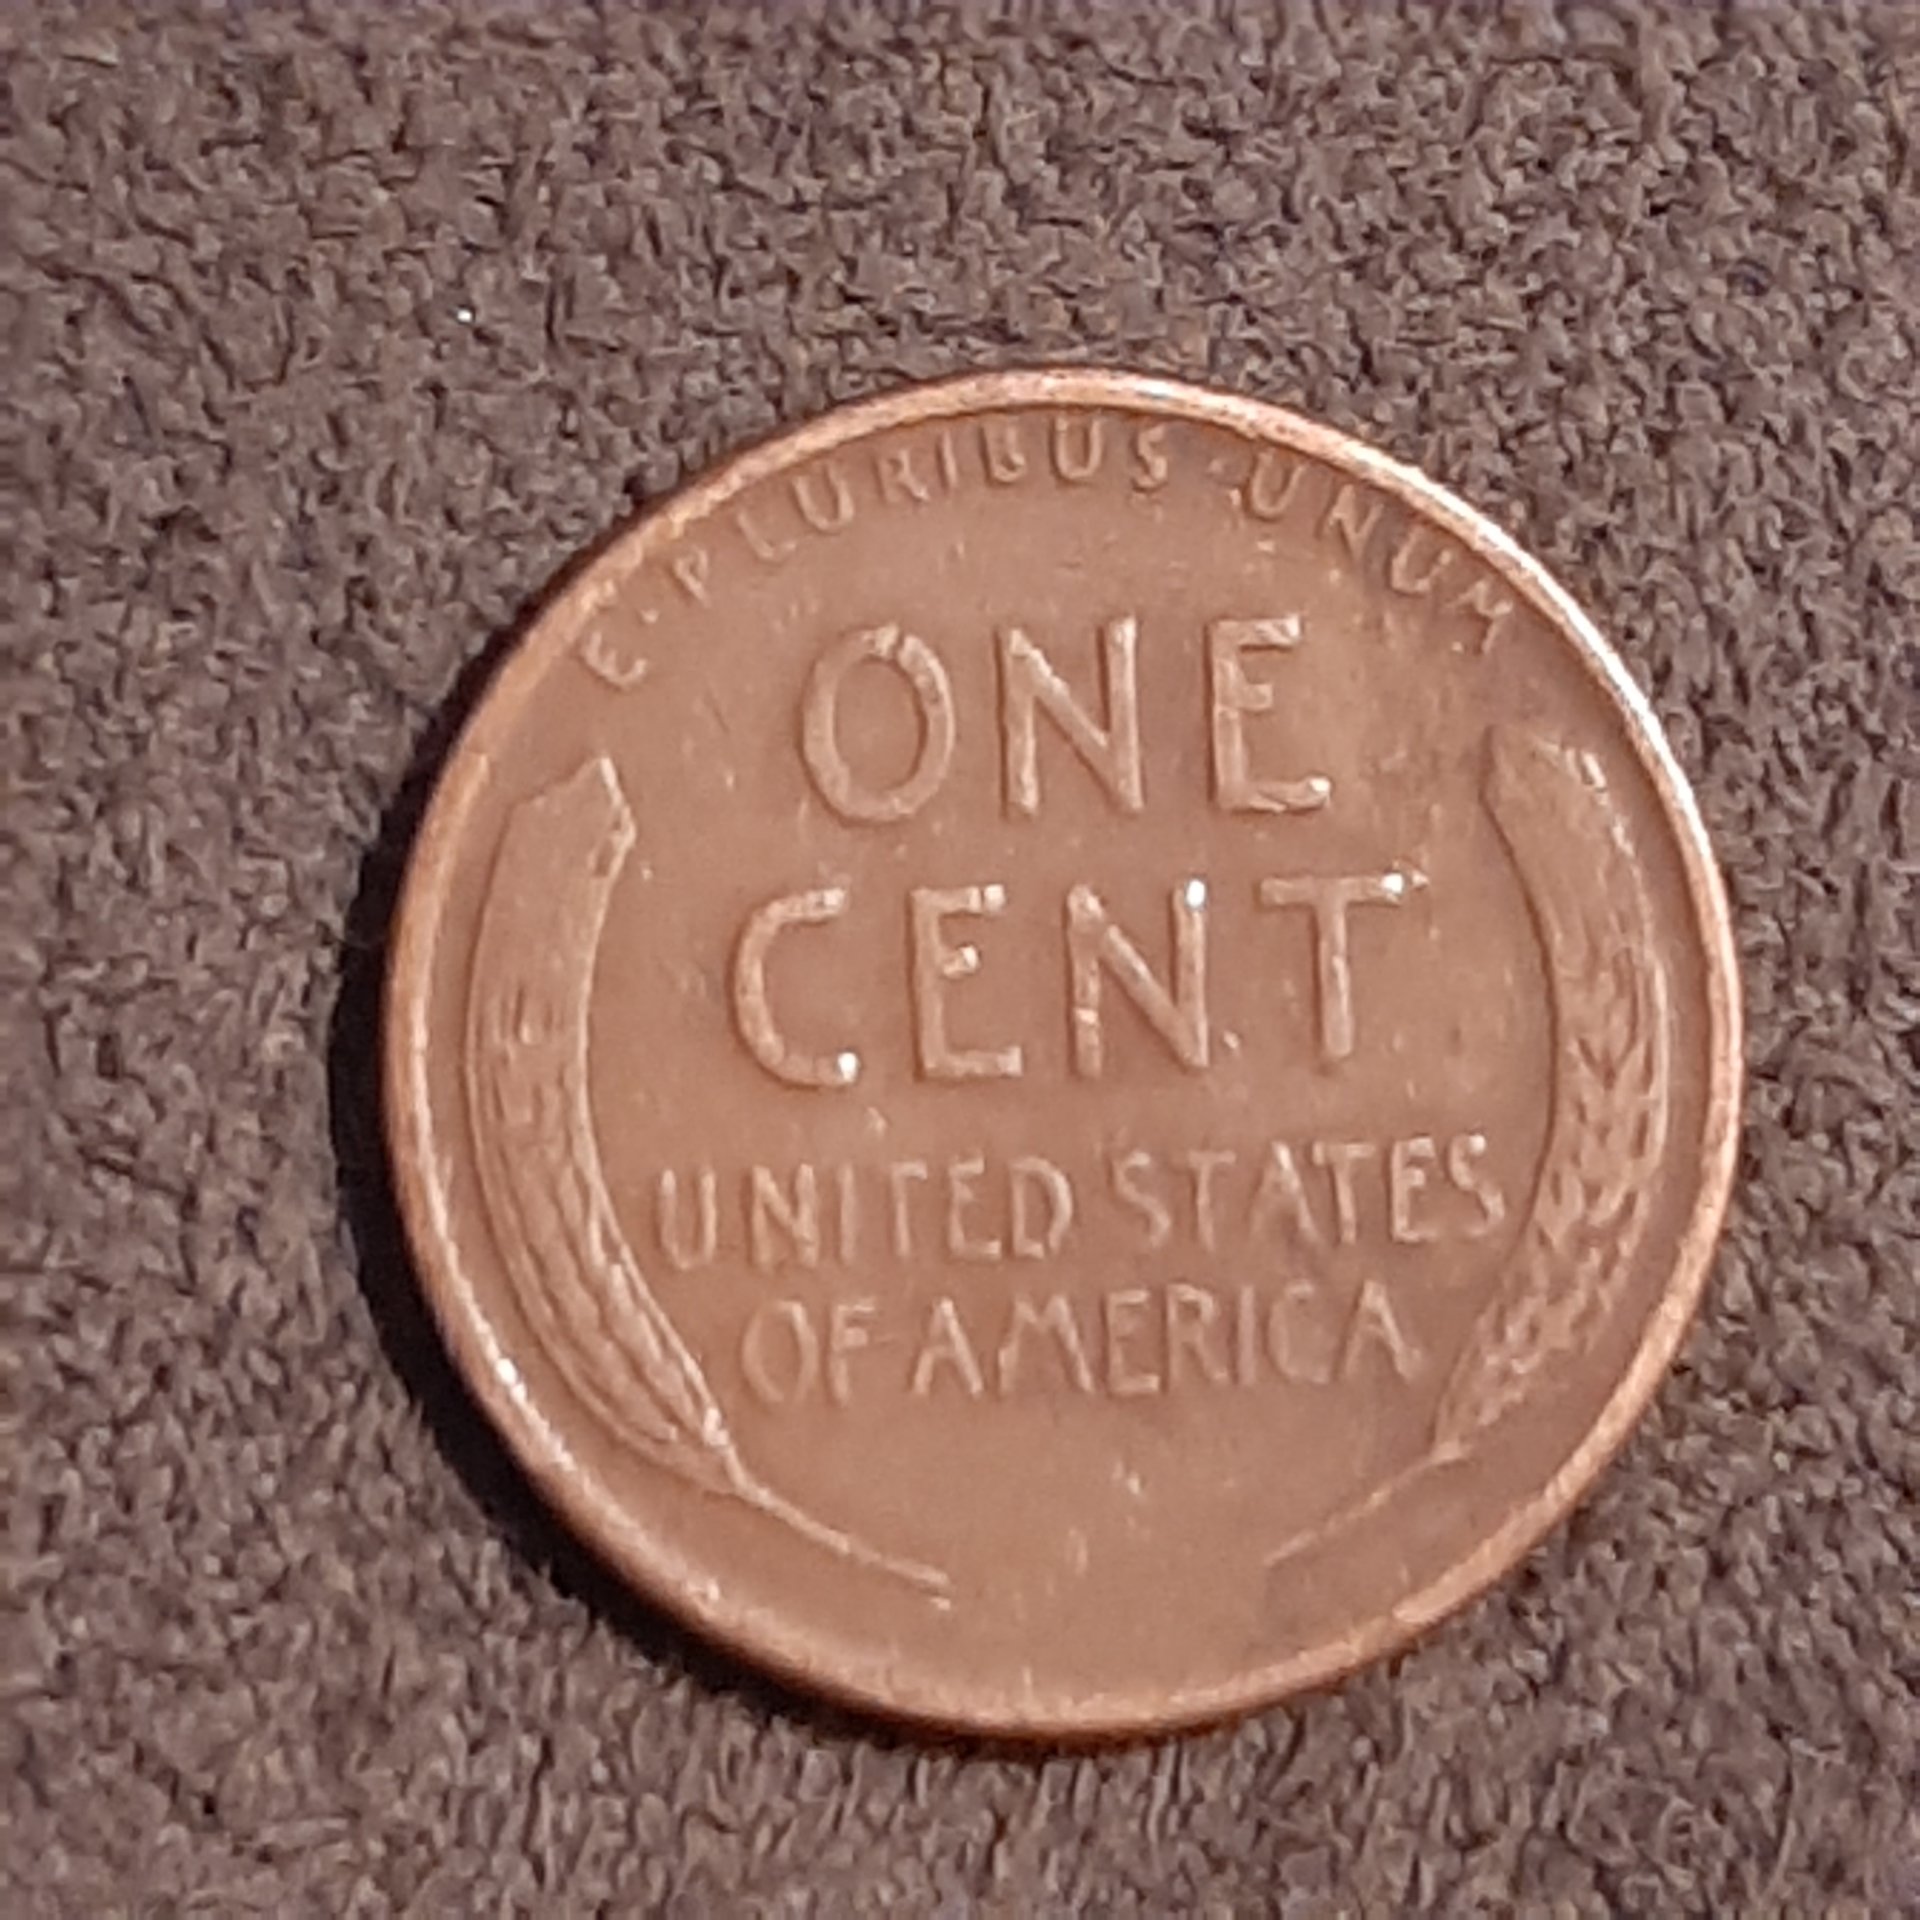 E·PLURIBUS·UNUM
ONE
CENT
UNITED STATES
OF AMERICA